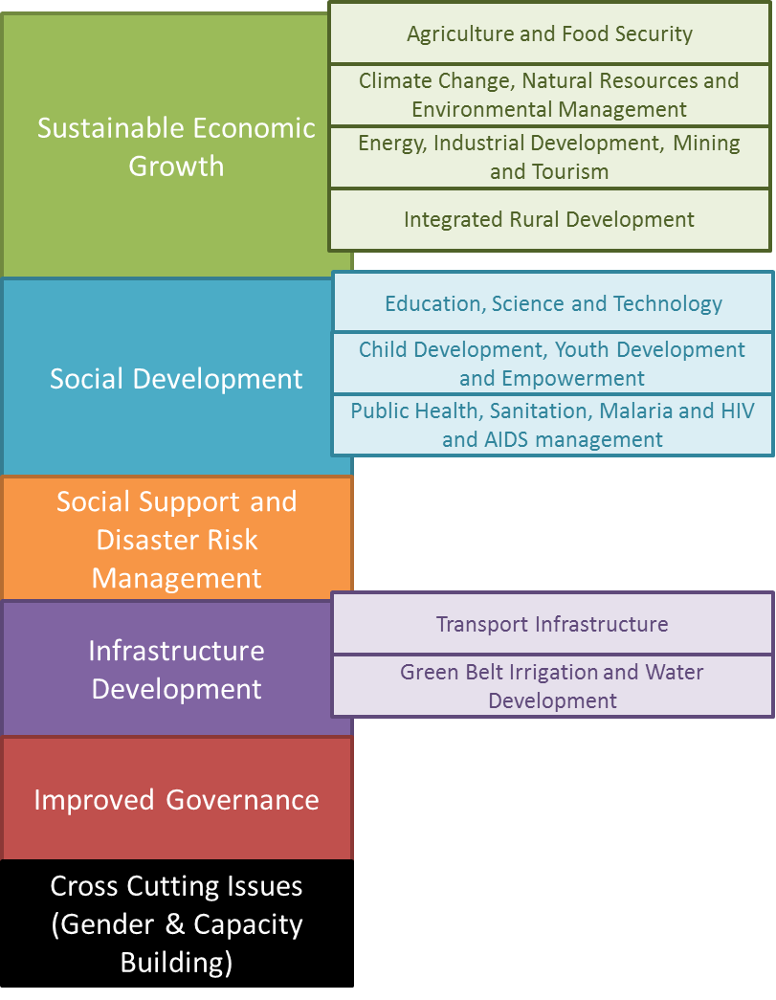 Sustainable Economic
Growth
Agriculture and Food Security
Climate Change, Natural Resources and
Environmental Management
Energy, Industrial Development, Mining
and Tourism
Integrated Rural Development
Social Development
Education, Science and Technology
Child Development, Youth Development
and Empowerment
Public Health, Sanitation, Malaria and HIV
and AIDS management
Social Support and
Disaster Risk
Management
Infrastructure
Development
Transport Infrastructure
Green Belt Irrigation and Water
Development
Improved Governance
Cross Cutting Issues
(Gender & Capacity
Building)